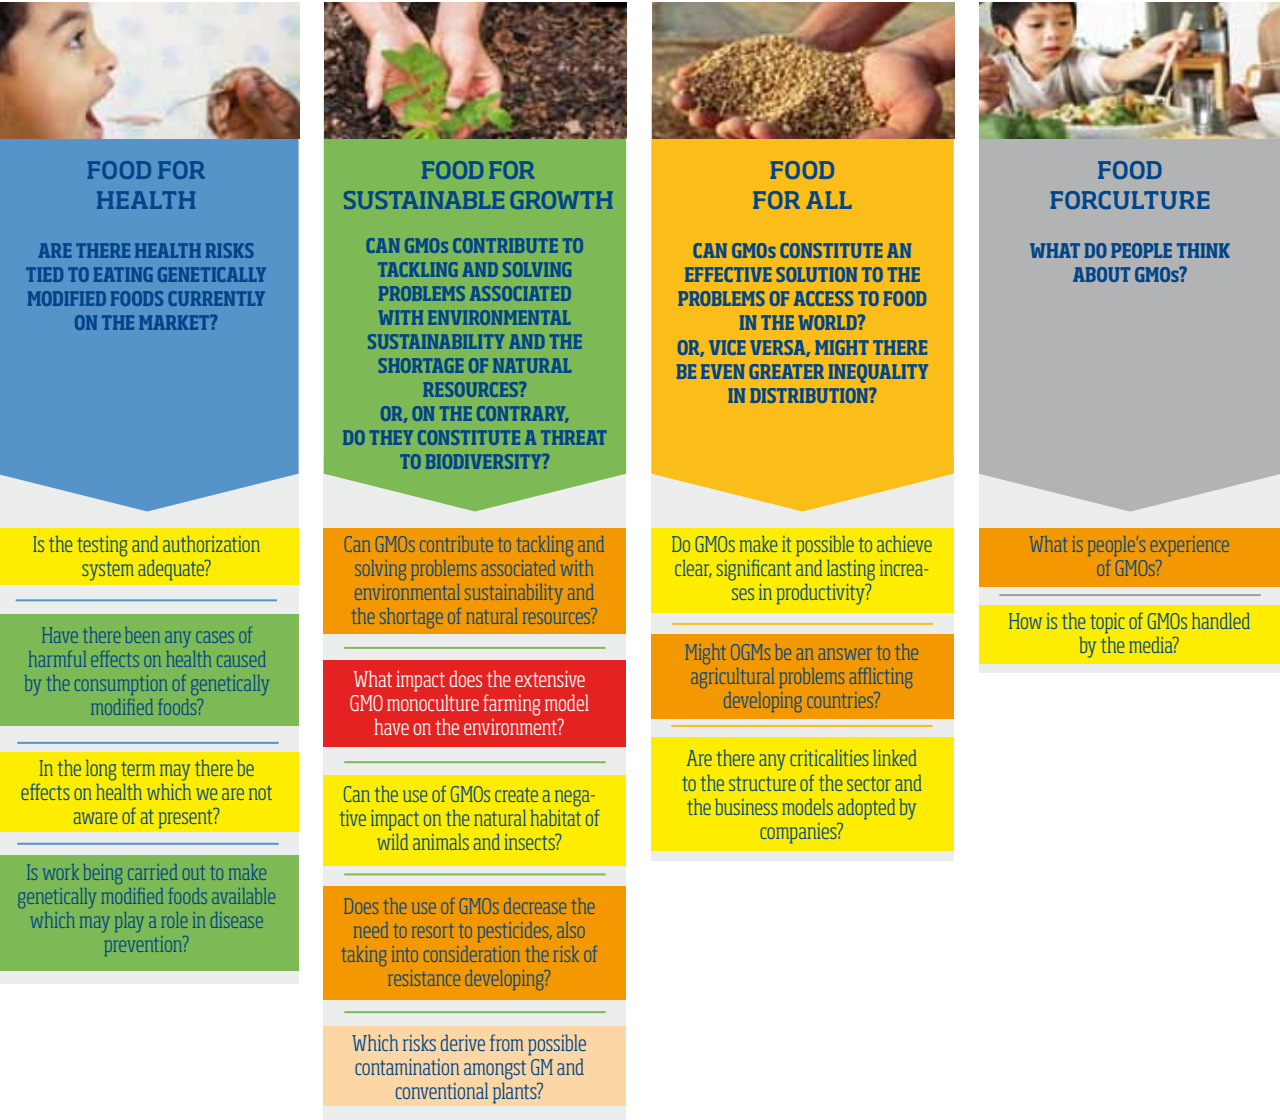 FOOD FOR
HEALTH
ARE THERE HEALTH RISKS
TIED TO EATING GENETICALLY
MODIFIED FOODS CURRENTLY
ON THE MARKET?
Is the testing and authorization
system adequate?
Have there been any cases of
harmful effects on health caused
by the consumption of genetically
modified foods?
In the long term may there be
effects on health which we are not
aware of at present?
Is work being carried out to make
genetically modified foods available
which may play a role in disease
prevention?
FOOD FOR
SUSTAINABLE GROWTH
CAN GMOs CONTRIBUTE TO
TACKLING AND SOLVING
PROBLEMS ASSOCIATED
WITH ENVIRONMENTAL
SUSTAINABILITY AND THE
SHORTAGE OF NATURAL
RESOURCES?
OR, ON THE CONTRARY,
DO THEY CONSTITUTE A THREAT
TO BIODIVERSITY?
Can GMOs contribute to tackling and
solving problems associated with
environmental sustainability and
the shortage of natural resources?
What impact does the extensive
GMO monoculture farming model
have on the environment?
Can the use of GMOs create a nega-
tive impact on the natural habitat of
wild animals and insects?
Does the use of GMOs decrease the
need to resort to pesticides, also
taking into consideration the risk of
resistance developing?
Which risks derive from possible
contamination amongst GM and
conventional plants?
FOOD
FOR ALL
CAN GMOs CONSTITUTE AN
EFFECTIVE SOLUTION TO THE
PROBLEMS OF ACCESS TO FOOD
IN THE WORLD?
OR, VICE VERSA, MIGHT THERE
BE EVEN GREATER INEQUALITY
IN DISTRIBUTION?
Do GMOs make it possible to achieve
clear, significant and lasting increa-
ses in productivity?
Might OGMs be an answer to the
agricultural problems afflicting
developing countries?
Are there any criticalities linked
to the structure of the sector and
the business models adopted by
companies?
FOOD
FORCULTURE
WHAT DO PEOPLE THINK
ABOUT GMOs?
What is people's experience
of GMOs?
How is the topic of GMOs handled
by the media?